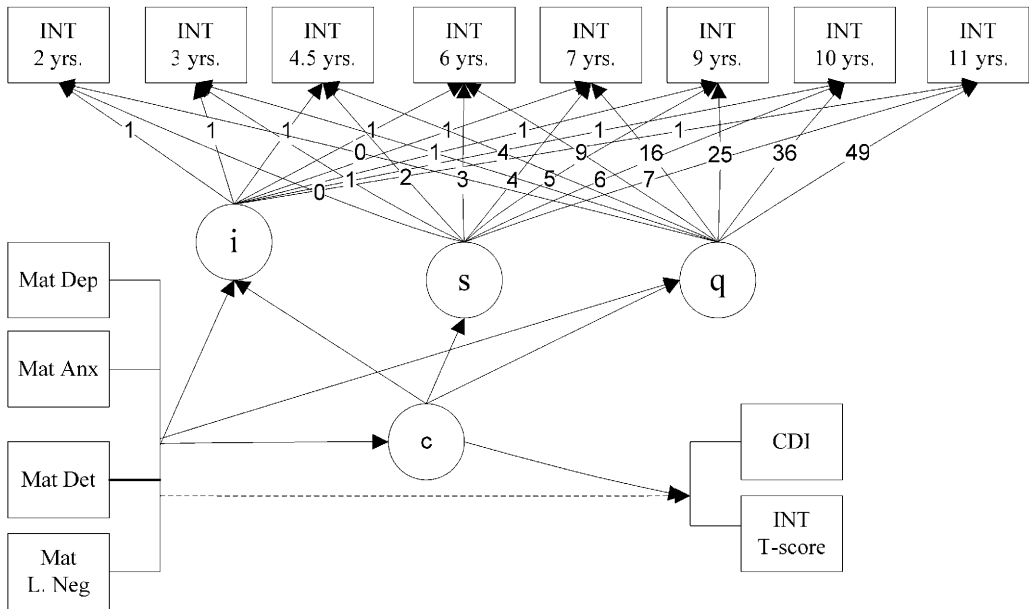 INT INT INT INT INT INT INT INT
2 yrs. 3 yrs. 4.5 yrs. 6 yrs. 7 yrs. 9 yrs. 10 yrs. 11 yrs.
1 1 1 1 1 1 1 1
0 1 4 9 16 25 36 49
0 1 2 3 4 5 6 7
i
s
q
Mat Dep
Mat Anx
c
CDI
Mat Det
INT
T-score
Mat
L. Neg